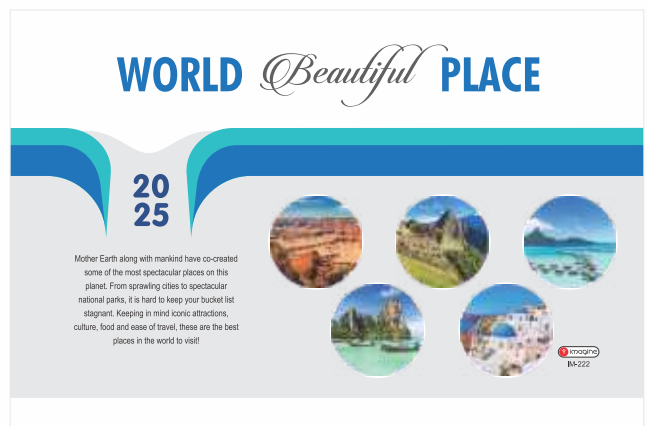 WORLD Beautiful PLACE
20
25
Mother Earth along with mankind have co-created
some of the most spectacular places on this
planet. From sprawling cities to spectacular
national parks, it is hard to keep your bucket list
stagnant. Keeping in mind iconic attractions,
culture, food and ease of travel, these are the best
places in the world to visit!
imagine
IM-222